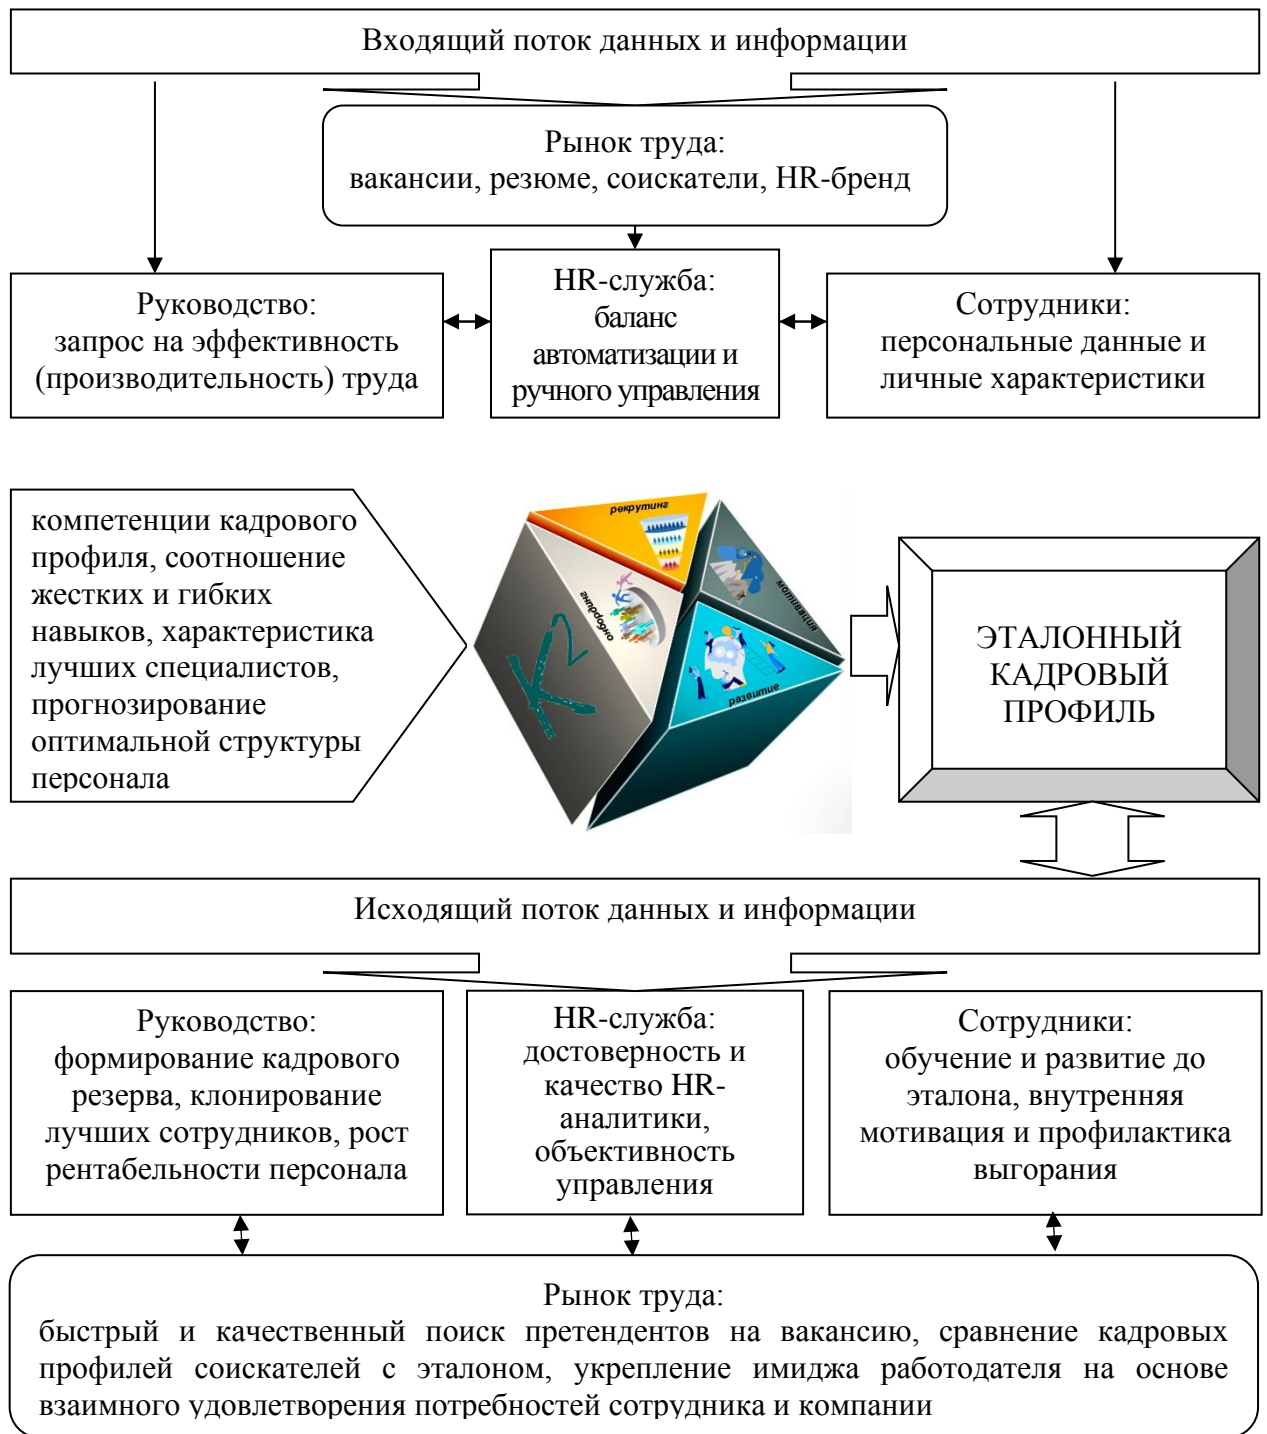 Входящий поток данных и информации
Рынок труда:
вакансии, резюме, соискатели, HR-бренд
Руководство:
запрос на эффективность
(производительность) труда
HR-служба:
баланс
автоматизации и
ручного управления
Сотрудники:
персональные данные и
личные характеристики
компетенции кадрового
профиля, соотношение
жестких и гибких
навыков, характеристика
лучших специалистов,
прогнозирование
оптимальной структуры
персонала
рекрутинг
онбординг
мотивация
развитие
K2
ЭТАЛОННЫЙ
КАДРОВЫЙ
ПРОФИЛЬ
Исходящий поток данных и информации
Руководство:
формирование кадрового
резерва, клонирование
лучших сотрудников, рост
рентабельности персонала
HR-служба:
достоверность и
качество HR-
аналитики,
объективность
управления
Сотрудники:
обучение и развитие до
эталона, внутренняя
мотивация и профилактика
выгорания
Рынок труда:
быстрый и качественный поиск претендентов на вакансию, сравнение кадровых
профилей соискателей с эталоном, укрепление имиджа работодателя на основе
взаимного удовлетворения потребностей сотрудника и компании